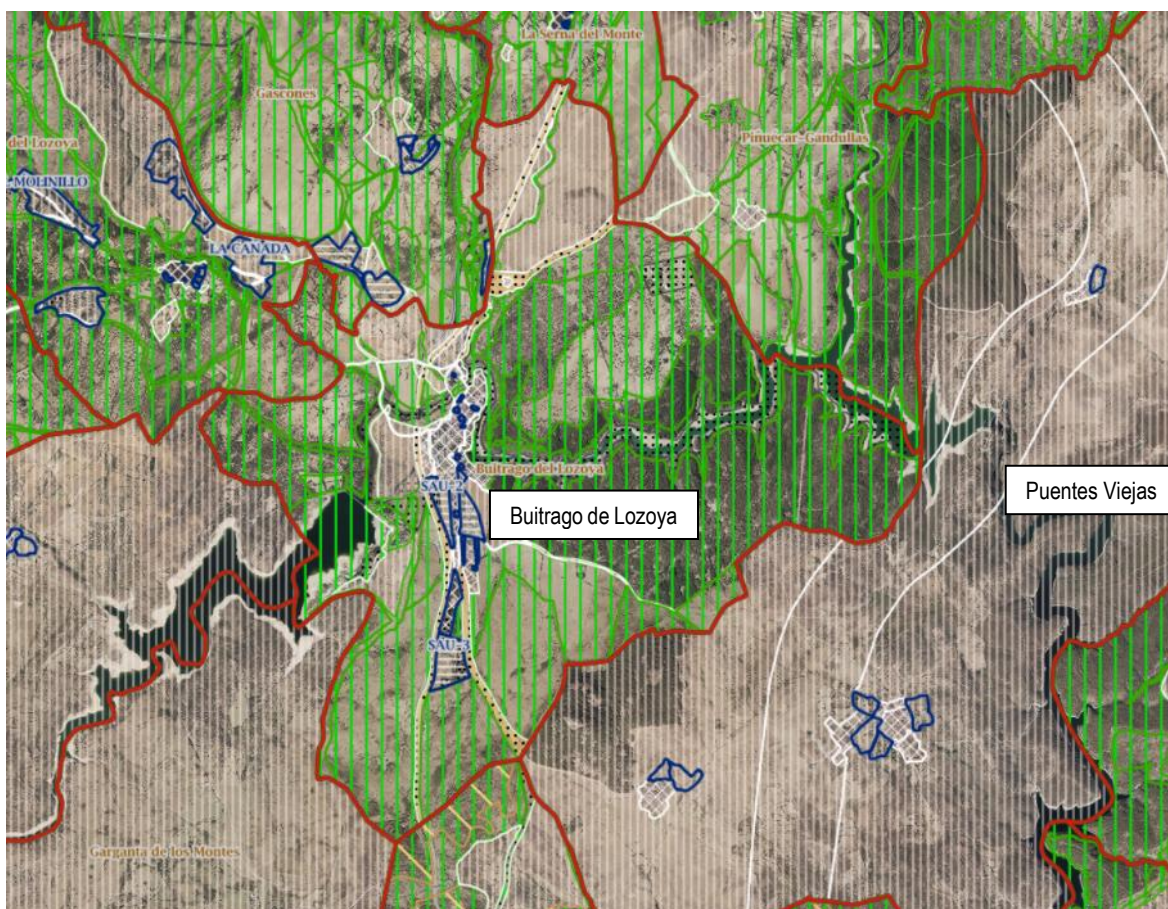 La Serna del Monte
Gascones
Pinuecar-Gandullas
del Lozoya
MOLINILLO
LA CANADA
Buitrago del Lozoya
SAU-2
Buitrago de Lozoya
Puentes Viejas
SAU-3
Garganta de los Montes